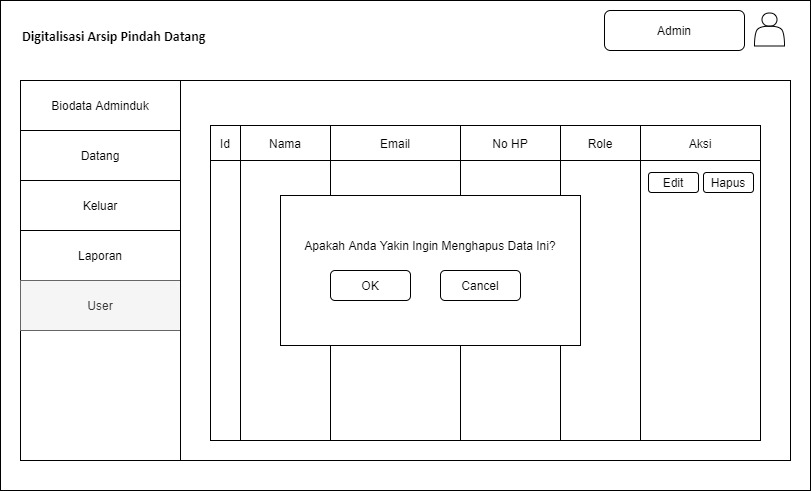 Digitalisasi Arsip Pindah Datang
Admin
Biodata Adminduk
Datang
Keluar
Laporan
User
Id Nama Email No HP Role Aksi
Edit Hapus
Apakah Anda Yakin Ingin Menghapus Data Ini?
OK Cancel